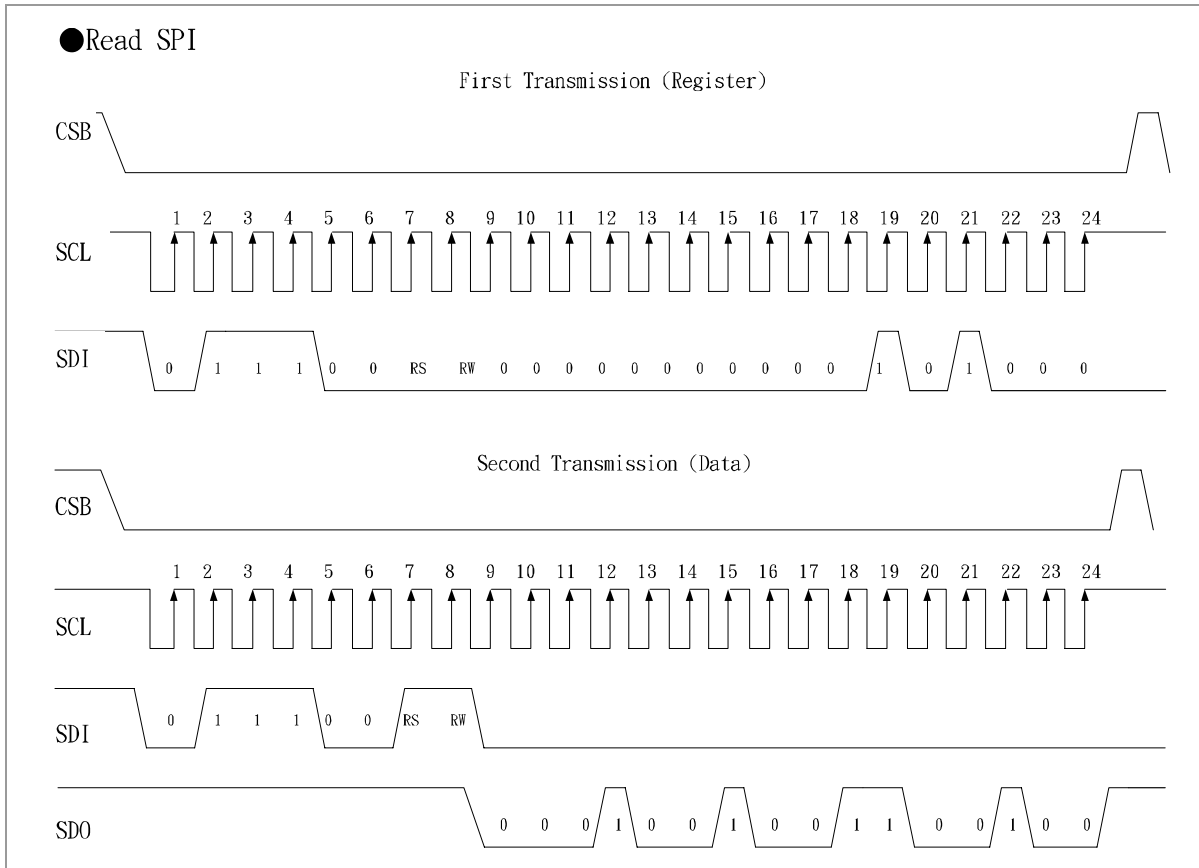 ●Read SPI
First Transmission (Register)
CSB
1 2 3 4 5 6 7 8 9 10 11 12 13 14 15 16 17 18 19 20 21 22 23 24
SCL
SDI 0 1 1 1 0 0 RS RW 0 0 0 0 0 0 0 0 0 0 0 1 0 1 0 0 0
Second Transmission (Data)
CSB
1 2 3 4 5 6 7 8 9 10 11 12 13 14 15 16 17 18 19 20 21 22 23 24
SCL
SDI 0 1 1 1 0 0 RS RW
SDO 0 0 0 1 0 0 1 0 0 1 1 0 0 1 0 0